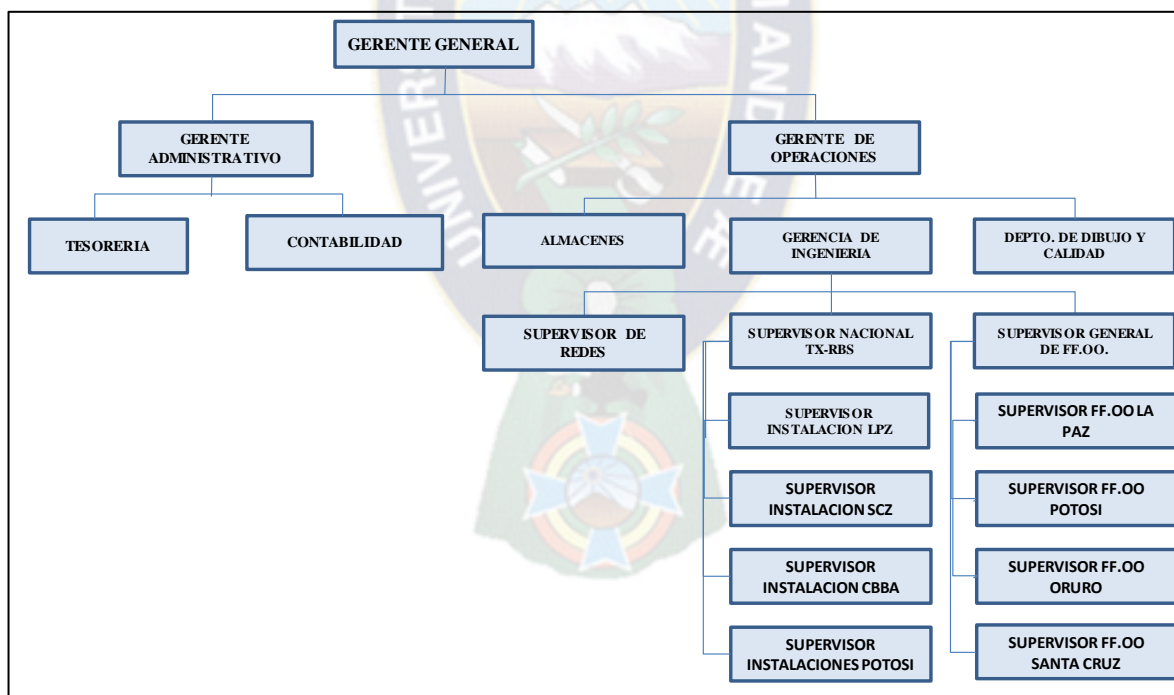 GERENTE GENERAL
GERENTE
ADMINISTRATIVO
GERENTE DE
OPERACIONES
TESORERIA
CONTABILIDAD
ALMACENES
GERENCIA DE
INGENIERIA
DEPTO. DE DIBUJO Y
CALIDAD
SUPERVISOR DE
REDES
SUPERVISOR NACIONAL
TX-RBS
SUPERVISOR GENERAL
DE FF.OO.
SUPERVISOR
INSTALACION LPZ
SUPERVISOR FF.OO LA
PAZ
SUPERVISOR
INSTALACION SCZ
SUPERVISOR FF.OO
POTOSI
SUPERVISOR
INSTALACION CBBA
SUPERVISOR FF.OO
ORURO
SUPERVISOR
INSTALACIONES POTOSI
SUPERVISOR FF.OO
SANTA CRUZ